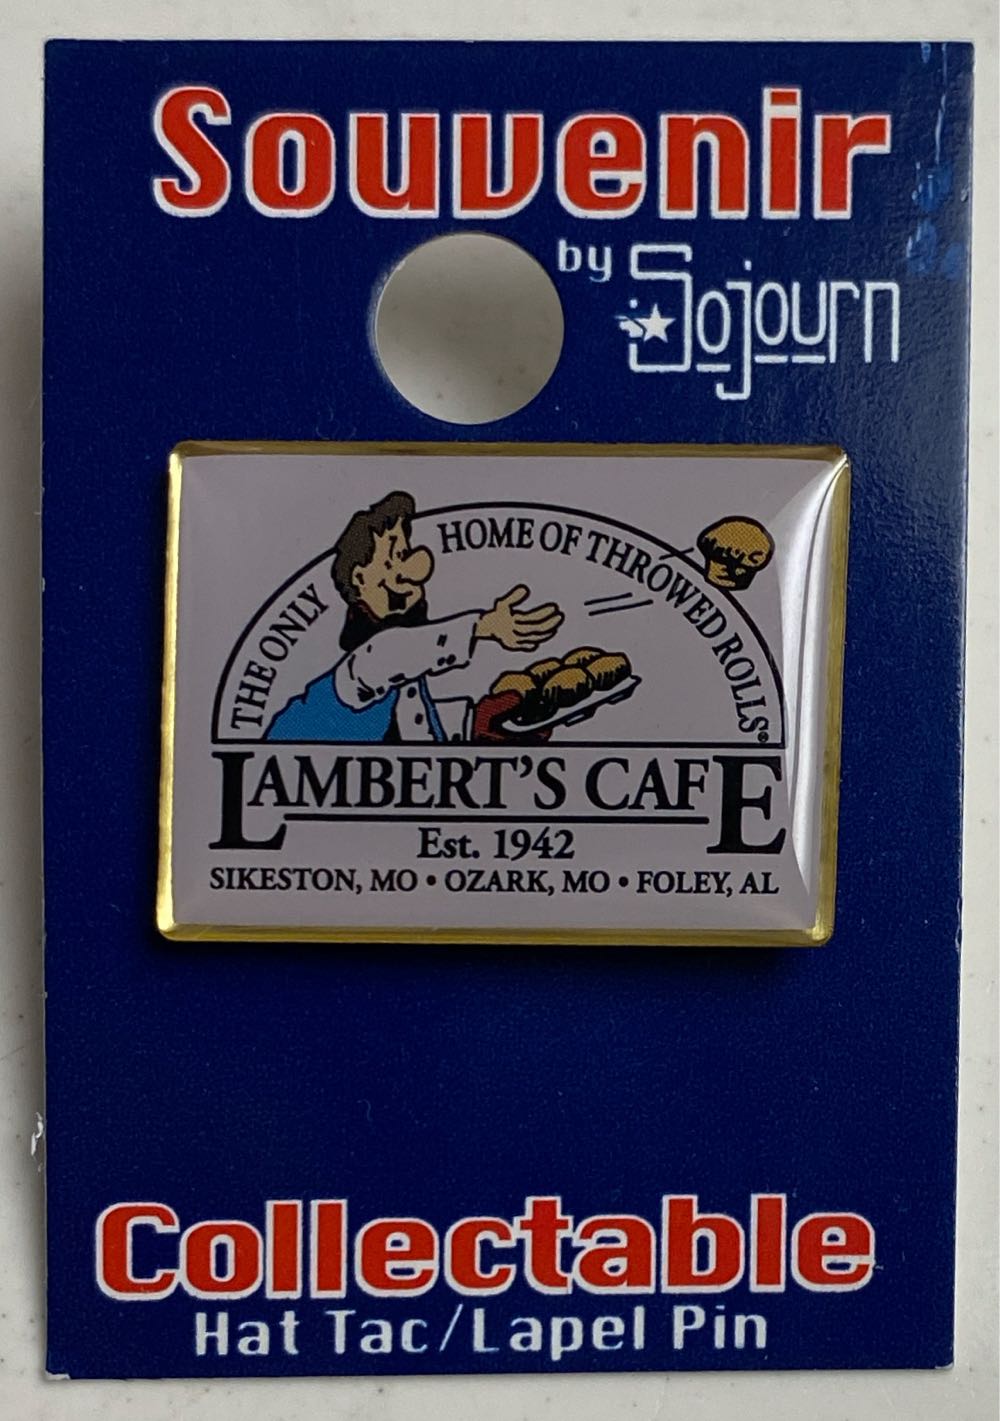 Souvenir
by Sojourn
THE ONLY HOME OF THROWED ROLLS®
LAMBERT'S CAFE
Est. 1942
SIKESTON, MO • OZARK, MO • FOLEY, AL
Collectable
Hat Tac/Lapel Pin